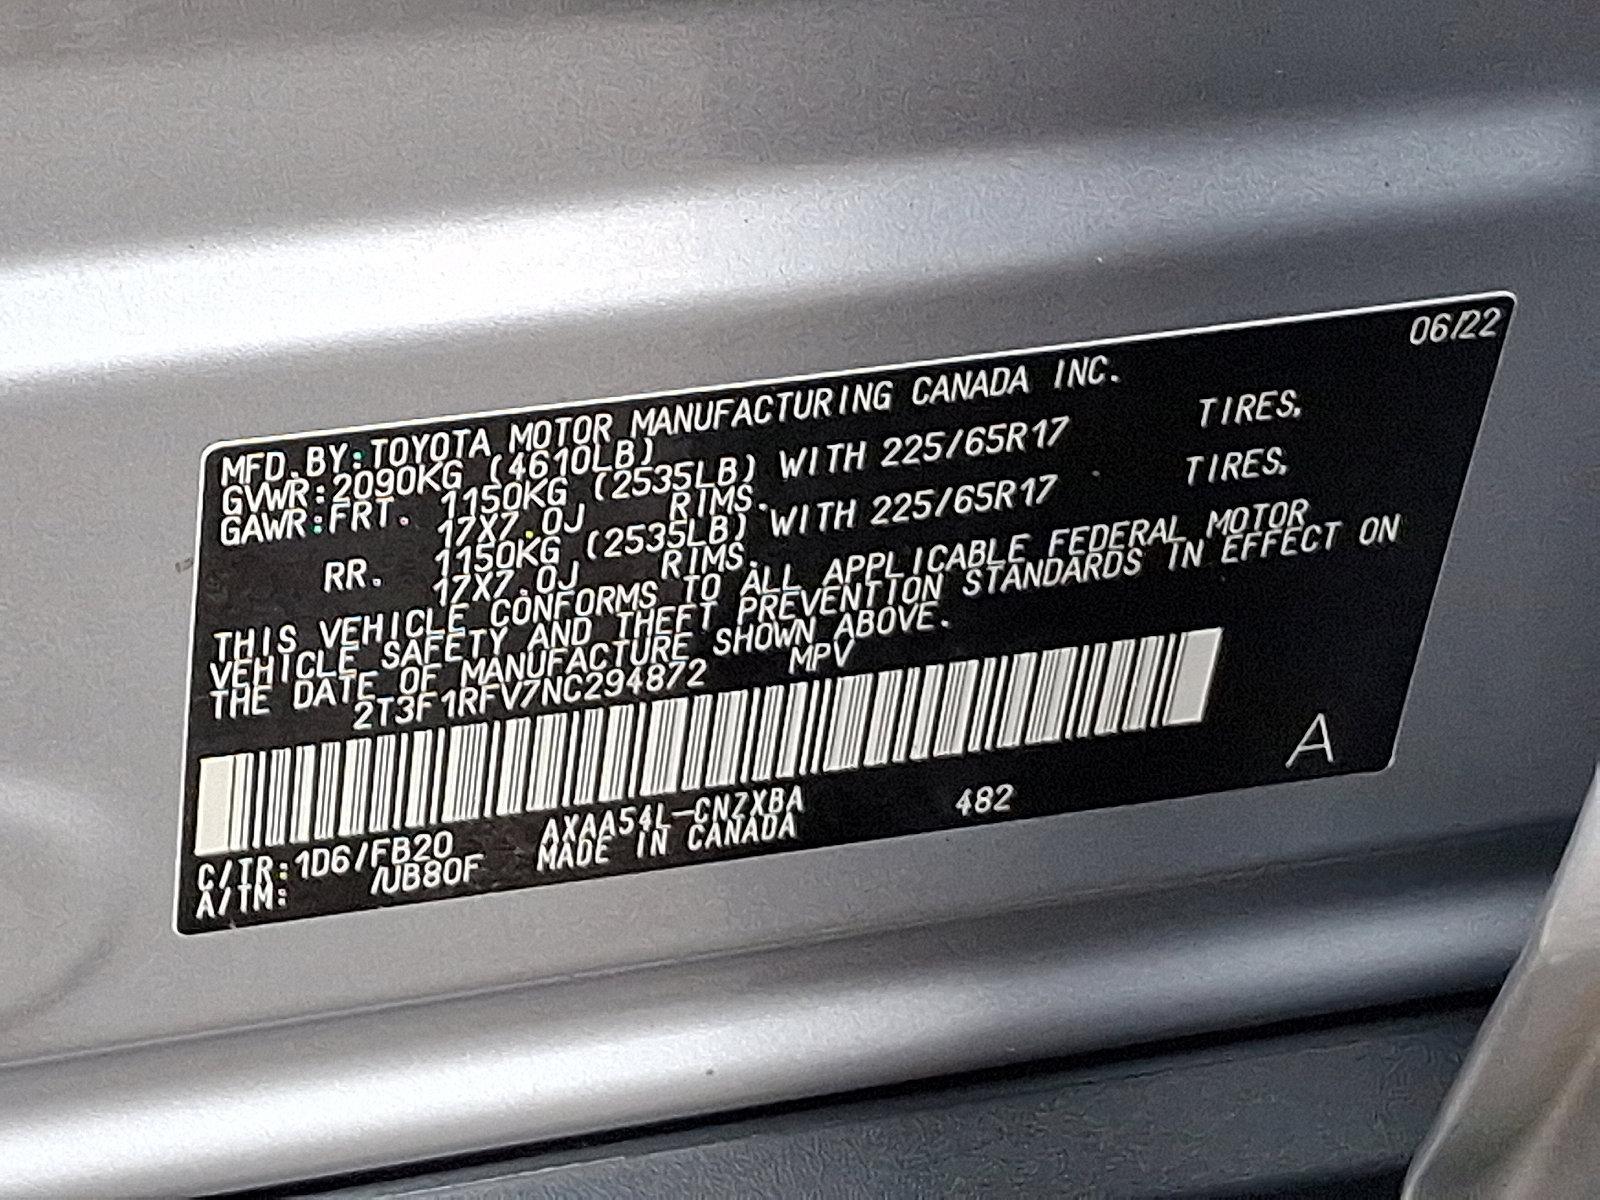 06/22
MFD.BY:TOYOTA MOTOR MANUFACTURING CANADA INC.
GVWR:2090KG (4610LB)
GAWR:FRT. 1150KG (2535LB) WITH 225/65R17 TIRES,
17X7.0J RIMS.
RR. 1150KG (2535LB) WITH 225/65R17 TIRES,
17X7.0J RIMS.
THIS VEHICLE CONFORMS TO ALL APPLICABLE FEDERAL MOTOR
VEHICLE SAFETY AND THEFT PREVENTION STANDARDS IN EFFECT ON
THE DATE OF MANUFACTURE SHOWN ABOVE.
2T3F1RFV7NC294872 MPV
A
C/TR:1D6/FB20 AXAA54L-CNZXBA 482
A/TM: /UB80F MADE IN CANADA